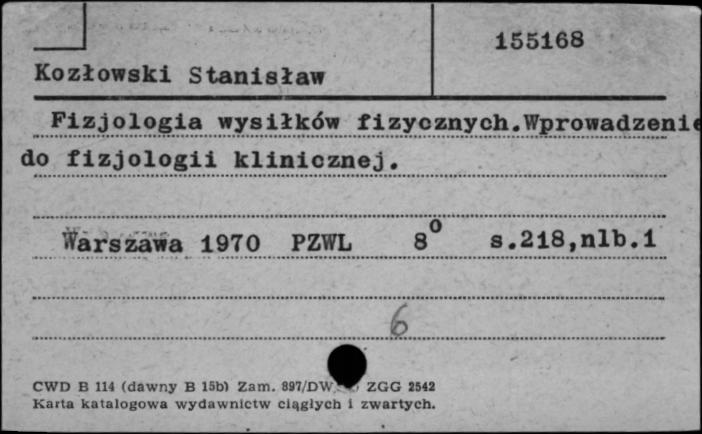 155168
Kozłowski Stanisław
Fizjologia wysiłków fizycznych.Wprowadzenie
do fizjologii klinicznej.
Warszawa 1970 PZWL 8⁰ s.218,nlb.1
6
CWD B 114 (dawny B 15b) Zam. 897/DW ZGG 2542
Karta katalogowa wydawnictw ciągłych i zwartych.